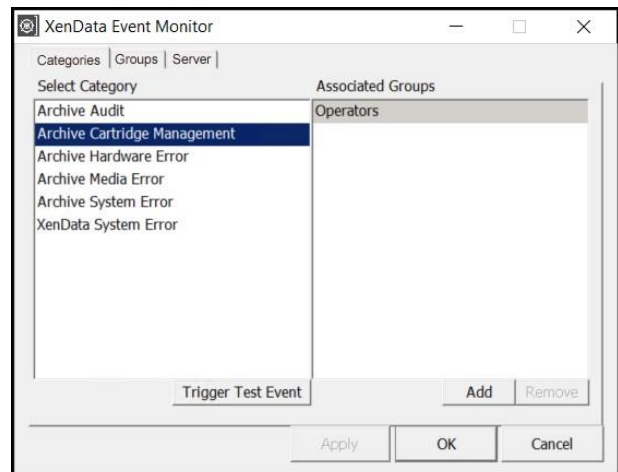 XenData Event Monitor
Categories Groups Server
Select Category Associated Groups
Archive Audit Operators
Archive Cartridge Management
Archive Hardware Error
Archive Media Error
Archive System Error
XenData System Error
Trigger Test Event Add Remove
Apply OK Cancel